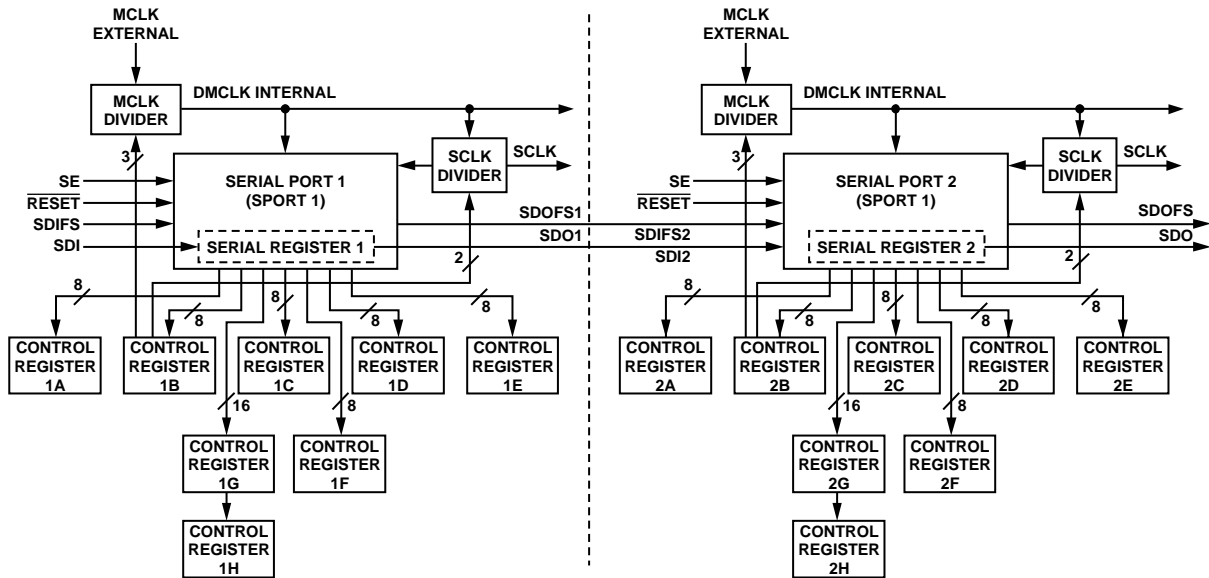 MCLK
EXTERNAL
MCLK
DIVIDER
DMCLK INTERNAL
3
SCLK
DIVIDER
SCLK
SE
RESET
SDIFS
SDI
SERIAL PORT 1
(SPORT 1)
SERIAL REGISTER 1
SDOFS1
SDO1
2
8
8
8
8
8
CONTROL
REGISTER
1A
CONTROL
REGISTER
1B
CONTROL
REGISTER
1C
CONTROL
REGISTER
1D
CONTROL
REGISTER
1E
16
8
CONTROL
REGISTER
1G
CONTROL
REGISTER
1F
CONTROL
REGISTER
1H
MCLK
EXTERNAL
MCLK
DIVIDER
DMCLK INTERNAL
3
SCLK
DIVIDER
SCLK
SE
RESET
SDIFS2
SDI2
SERIAL PORT 2
(SPORT 1)
SERIAL REGISTER 2
SDOFS
SDO
2
8
8
8
8
8
CONTROL
REGISTER
2A
CONTROL
REGISTER
2B
CONTROL
REGISTER
2C
CONTROL
REGISTER
2D
CONTROL
REGISTER
2E
16
8
CONTROL
REGISTER
2G
CONTROL
REGISTER
2F
CONTROL
REGISTER
2H